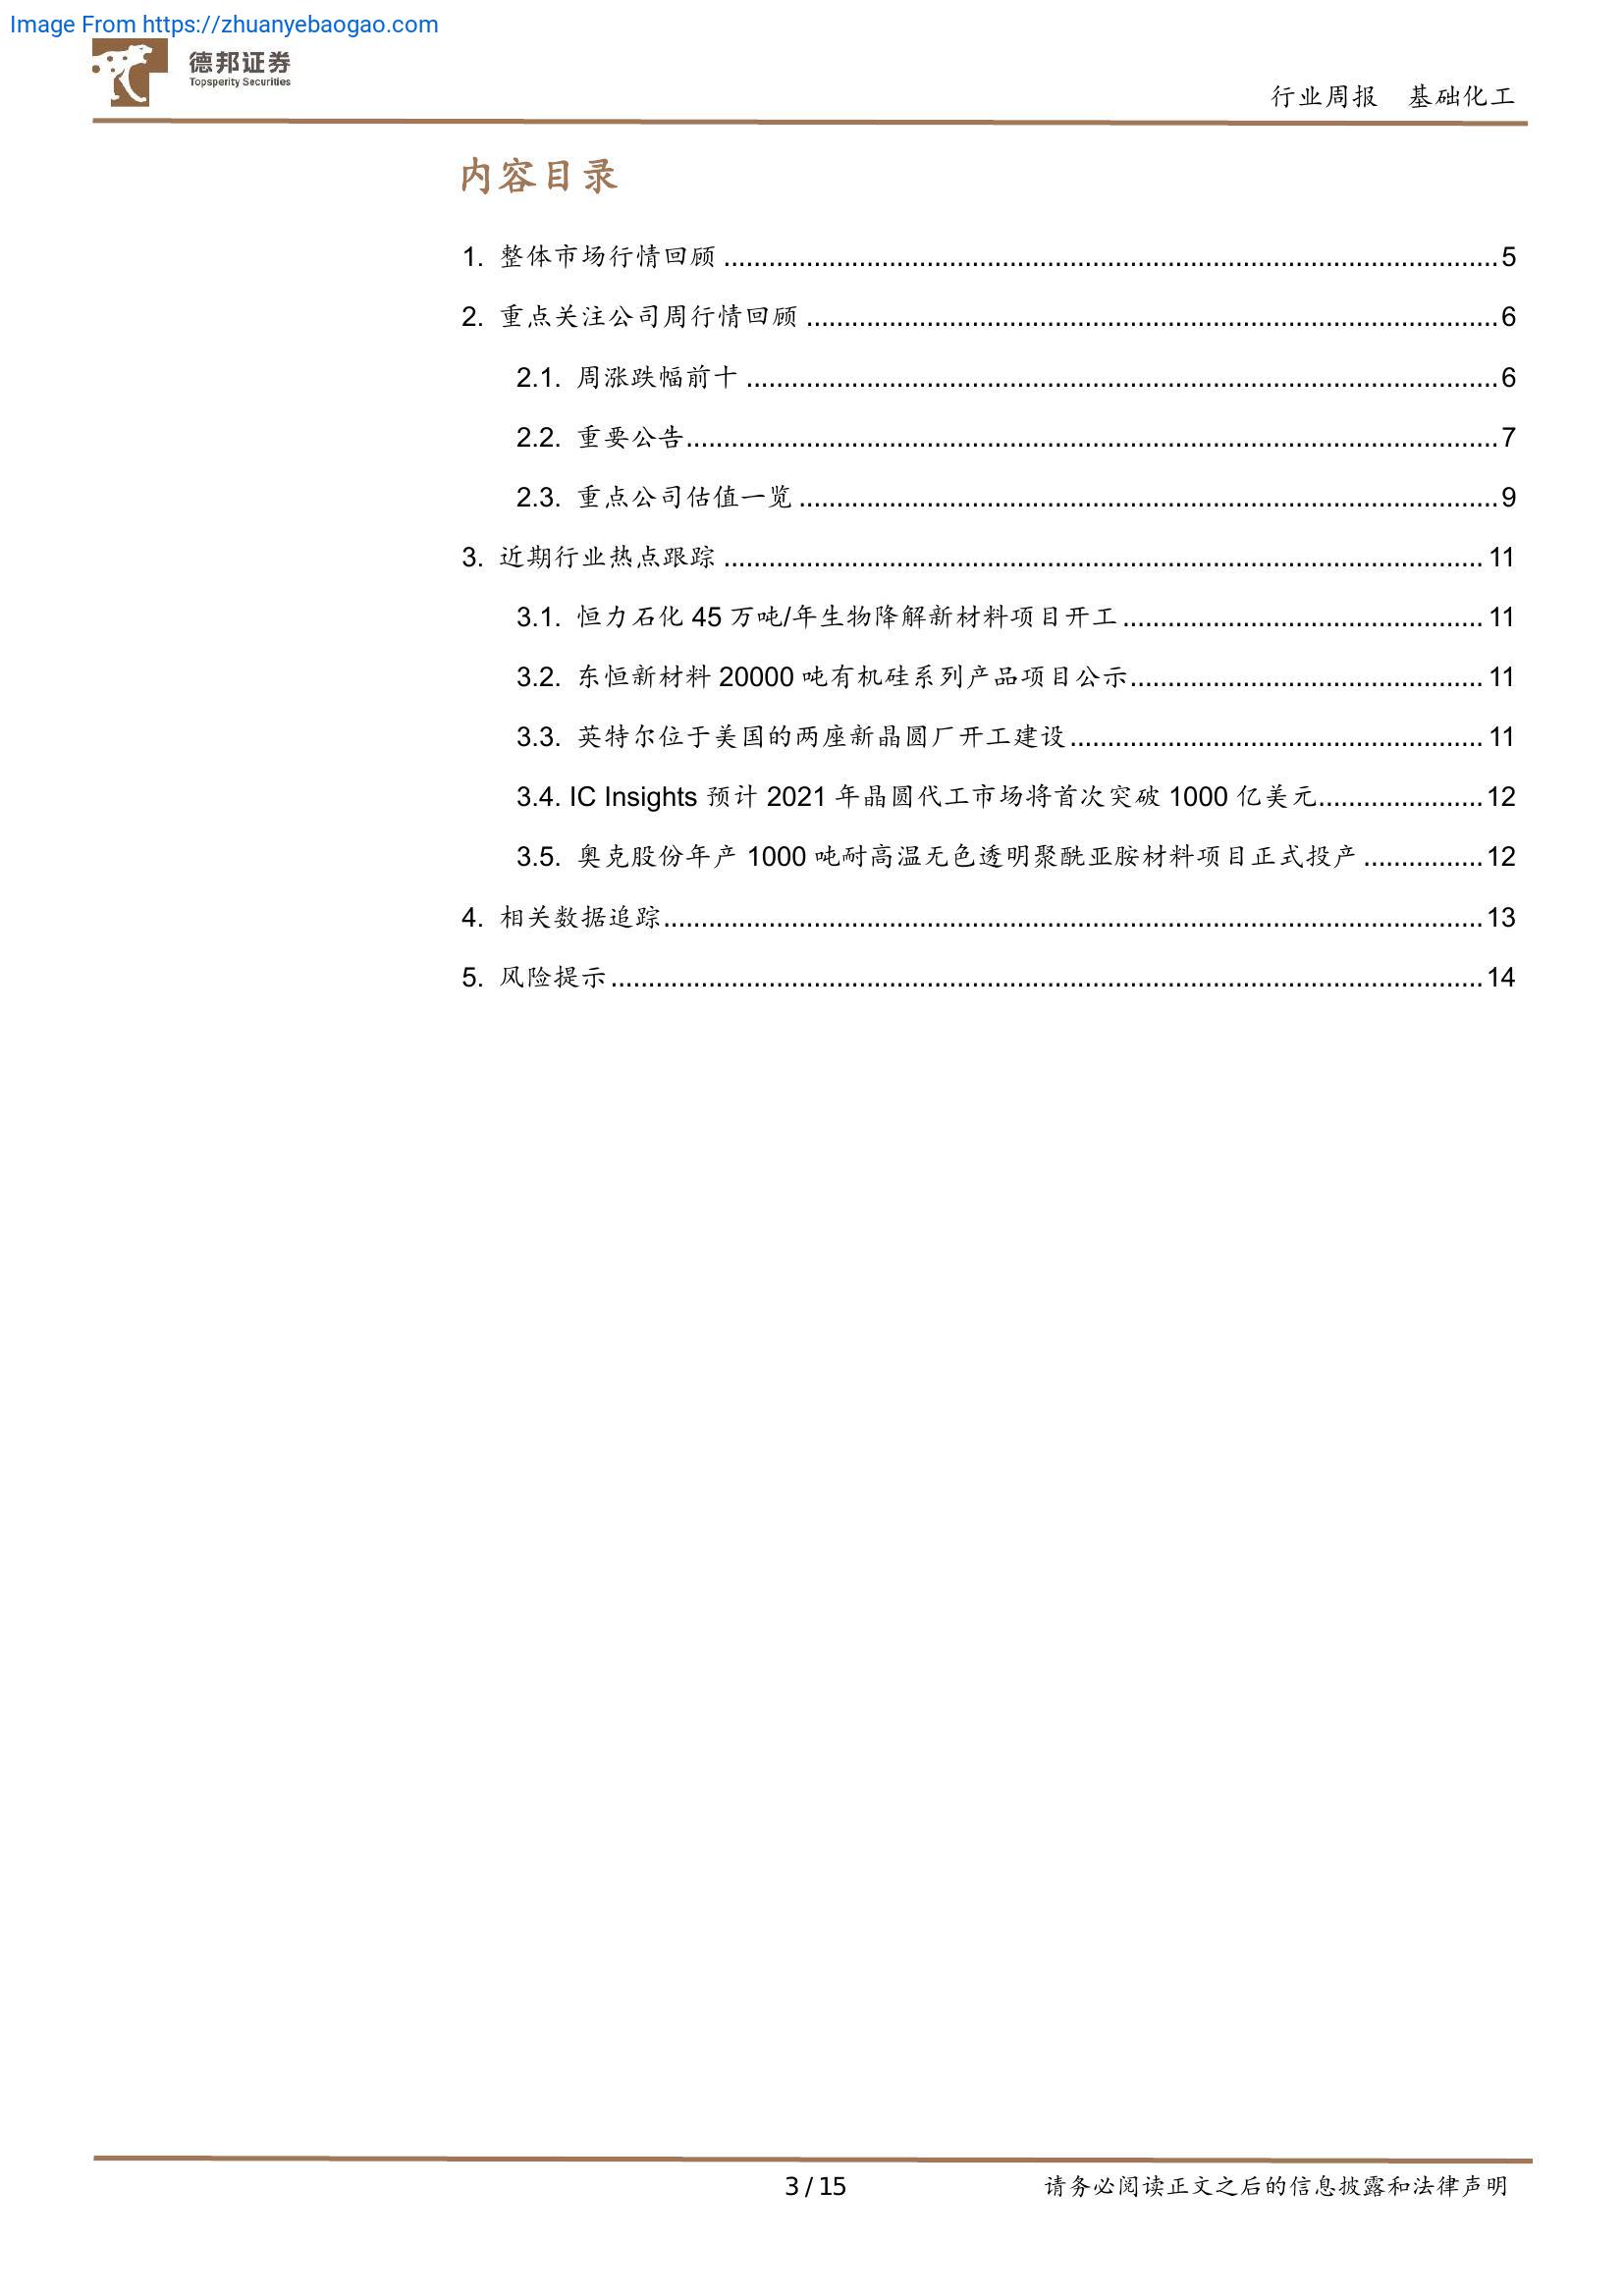 Image From https://zhuanyebaogao.com
德邦证券
Topsperity Securities
行业周报 基础化工
内容目录
1. 整体市场行情回顾 5
2. 重点关注公司周行情回顾 6
2.1. 周涨跌幅前十 6
2.2. 重要公告 7
2.3. 重点公司估值一览 9
3. 近期行业热点跟踪 11
3.1. 恒力石化 45 万吨/年生物降解新材料项目开工 11
3.2. 东恒新材料 20000 吨有机硅系列产品项目公示 11
3.3. 英特尔位于美国的两座新晶圆厂开工建设 11
3.4. IC Insights 预计 2021 年晶圆代工市场将首次突破 1000 亿美元 12
3.5. 奥克股份年产 1000 吨耐高温无色透明聚酰亚胺材料项目正式投产 12
4. 相关数据追踪 13
5. 风险提示 14
3 / 15
请务必阅读正文之后的信息披露和法律声明